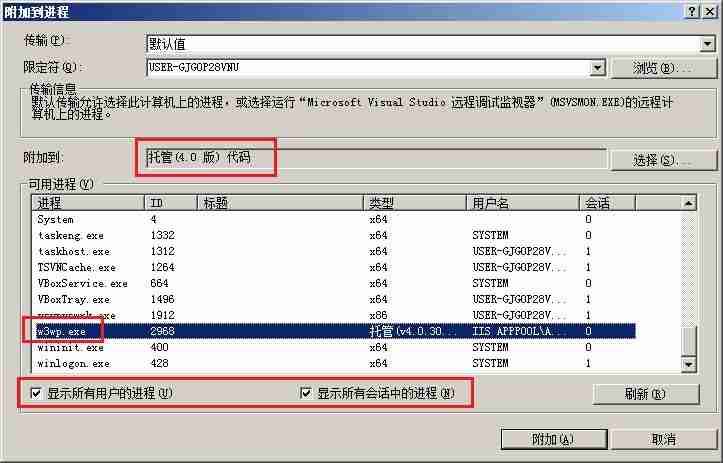 附加到进程
传输(P):
默认值
限定符(Q):
USER-GJGOP28VNU
浏览(B)...
传输信息
默认传输允许选择此计算机上的进程，或选择运行“Microsoft Visual Studio 远程调试监视器”(MSVSMON.EXE)的远程计
算机上的进程。
附加到:
托管(4.0 版) 代码
选择(S)...
可用进程(V)
进程 ID 标题 类型 用户名 会话
System 4 x64 0
taskeng.exe 1332 x64 SYSTEM 0
taskhost.exe 1312 x64 USER-GJGOP28V... 1
TSVNCache.exe 1264 x64 USER-GJGOP28V... 1
VBoxService.exe 664 x64 SYSTEM 0
VBoxTray.exe 1496 x64 USER-GJGOP28V... 1
1912 x86 USER-GJGOP28V... 1
w3wp.exe 2968 托管(v4.0.30... IIS APPPOOL\A... 0
wininit.exe 400 x64 SYSTEM 0
winlogon.exe 428 x64 SYSTEM 1
显示所有用户的进程(U)
显示所有会话中的进程(N)
刷新(R)
附加(A)
取消